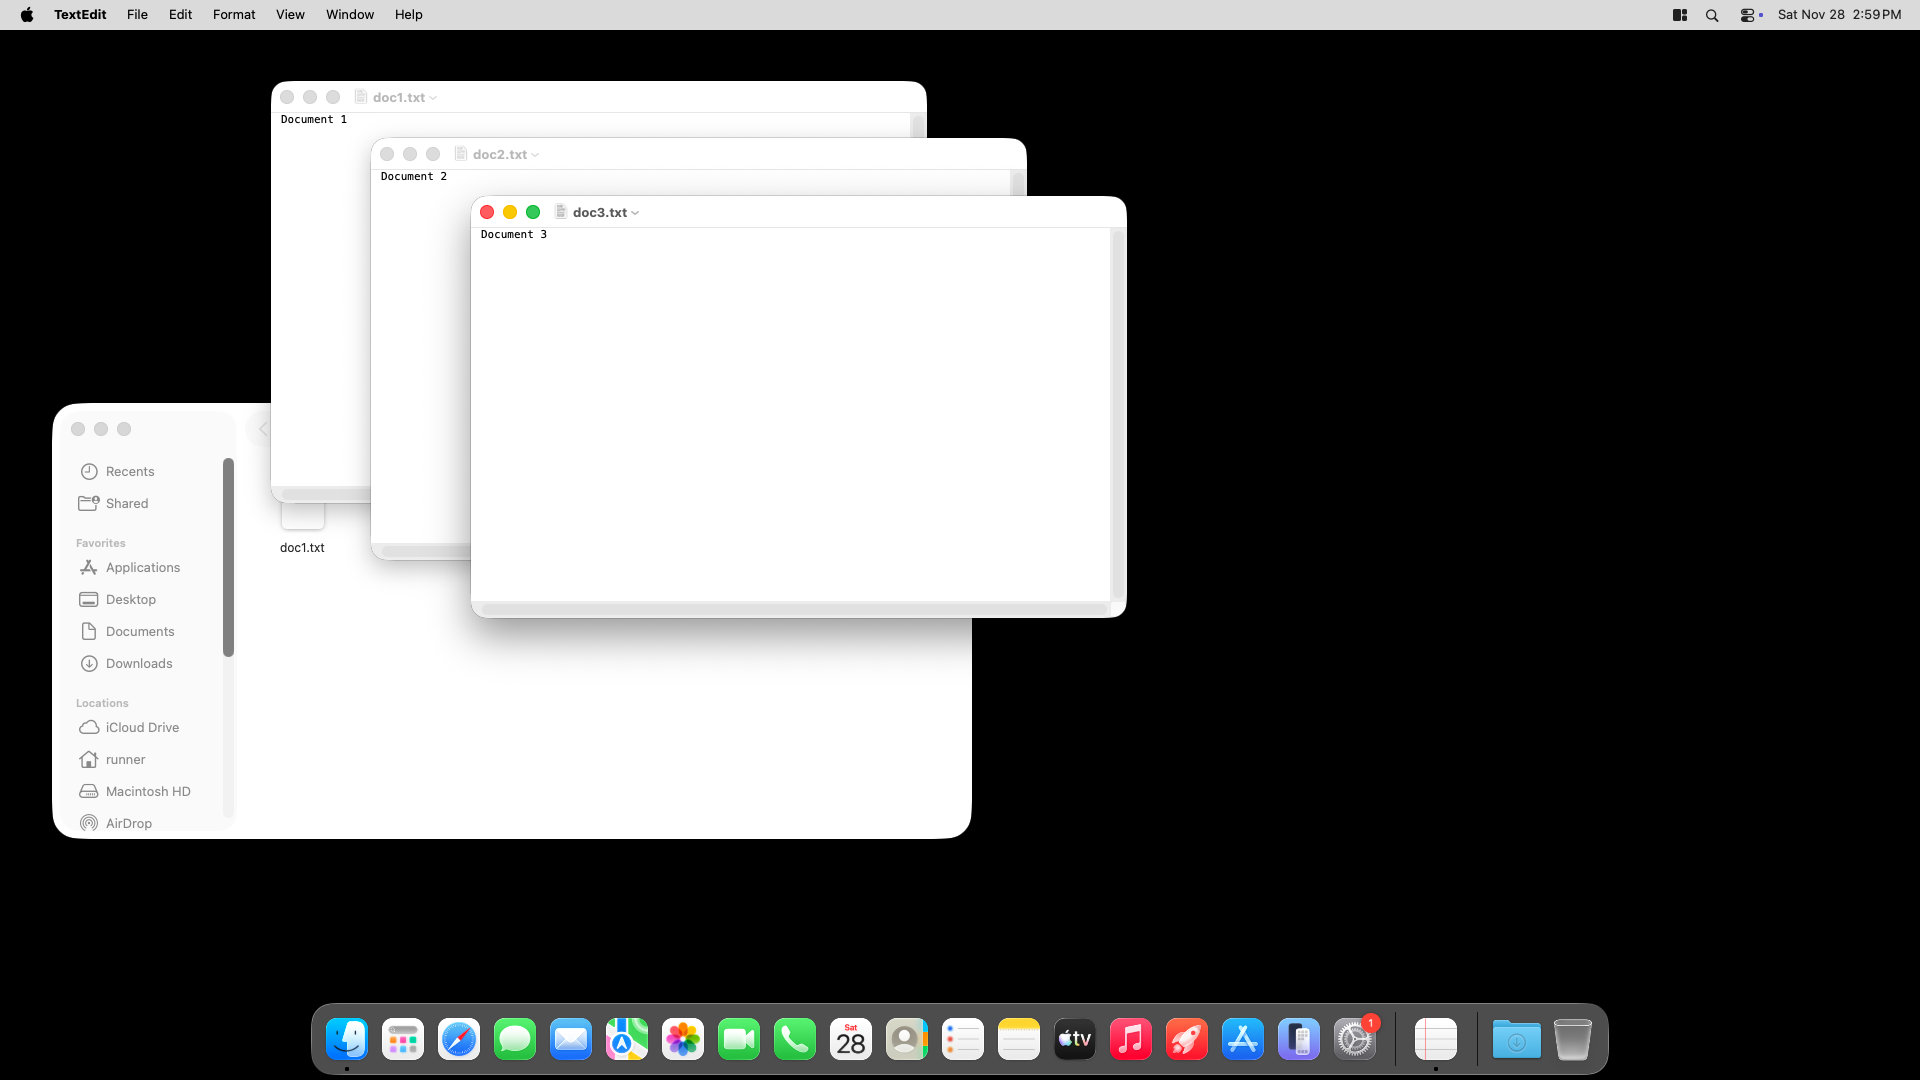 TextEdit File Edit Format View Window Help Sat Nov 28 2:59 PM
doc1.txt
Document 1
doc2.txt
Document 2
doc3.txt
Document 3
Recents
Shared
Favorites
Applications
Desktop
Documents
Downloads
Locations
iCloud Drive
runner
Macintosh HD
AirDrop
doc1.txt
Sat
28
tv
1